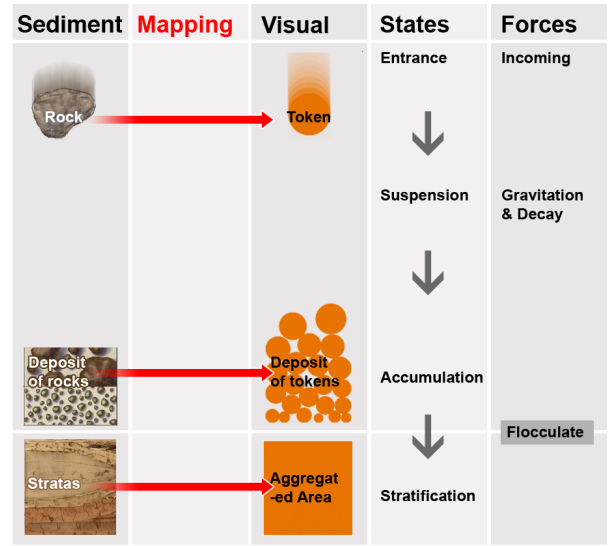 Sediment Mapping Visual States Forces
Entrance Incoming
Rock Token
Suspension Gravitation
& Decay
Deposit
of rocks
Deposit
of tokens
Accumulation
Flocculate
Stratas
Aggregat
-ed Area
Stratification